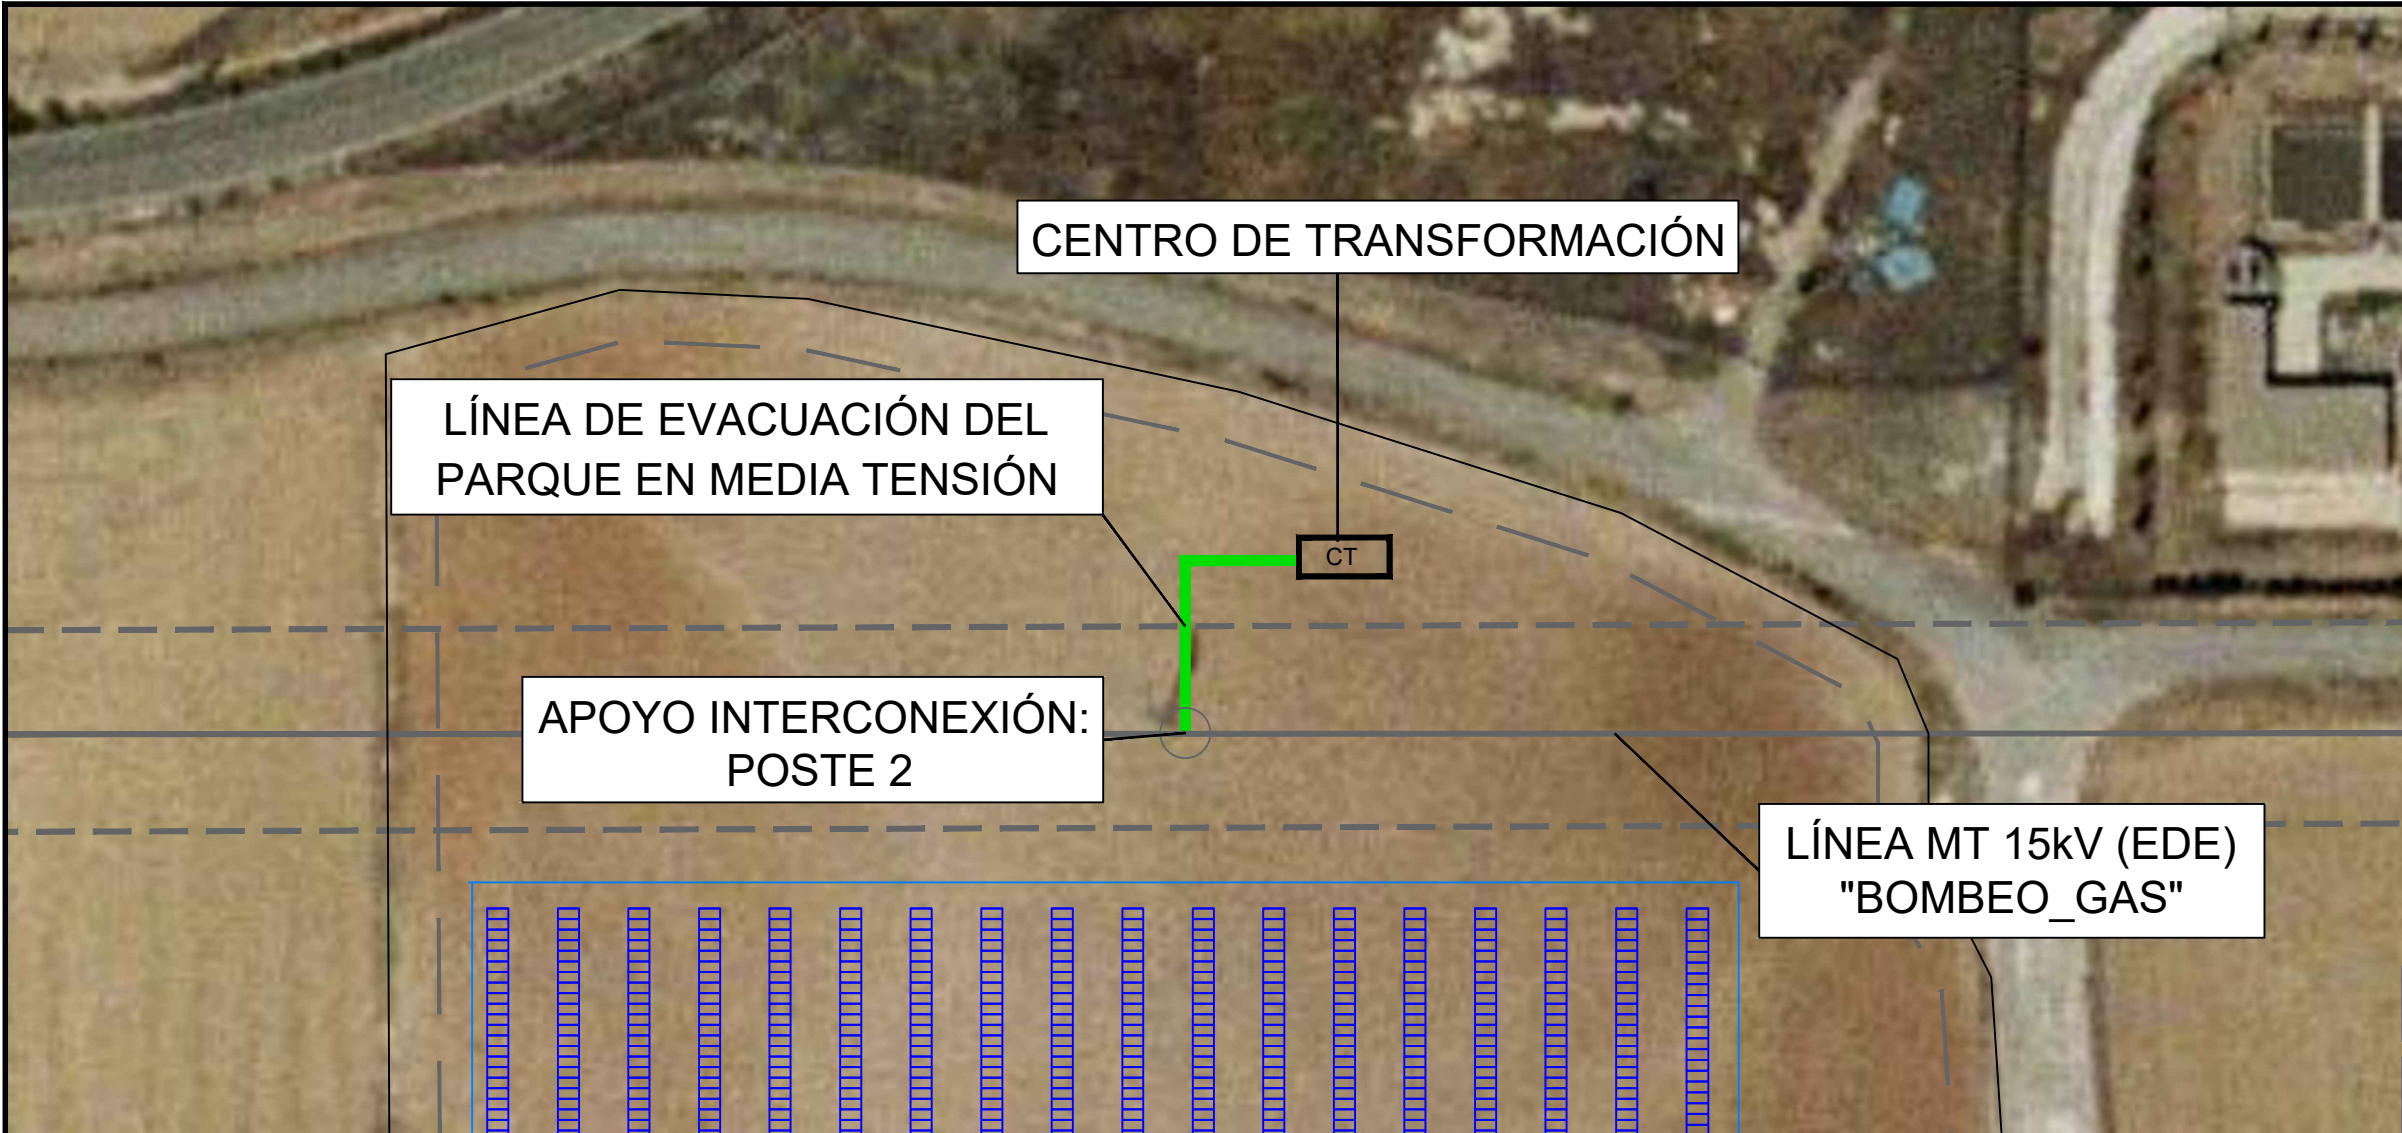 CENTRO DE TRANSFORMACIÓN
LÍNEA DE EVACUACIÓN DEL
PARQUE EN MEDIA TENSIÓN
CT
APOYO INTERCONEXIÓN:
POSTE 2
LÍNEA MT 15kV (EDE)
"BOMBEO_GAS"